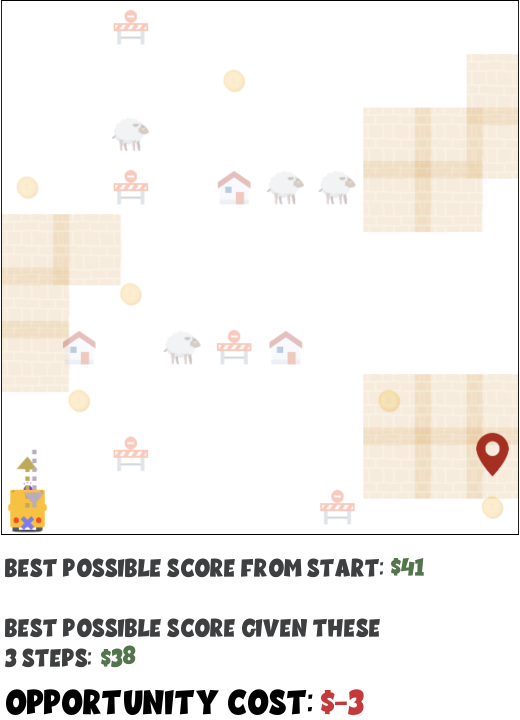 BEST POSSIBLE SCORE FROM START: $41
BEST POSSIBLE SCORE GIVEN THESE
3 STEPS: $38
OPPORTUNITY COST: $-3